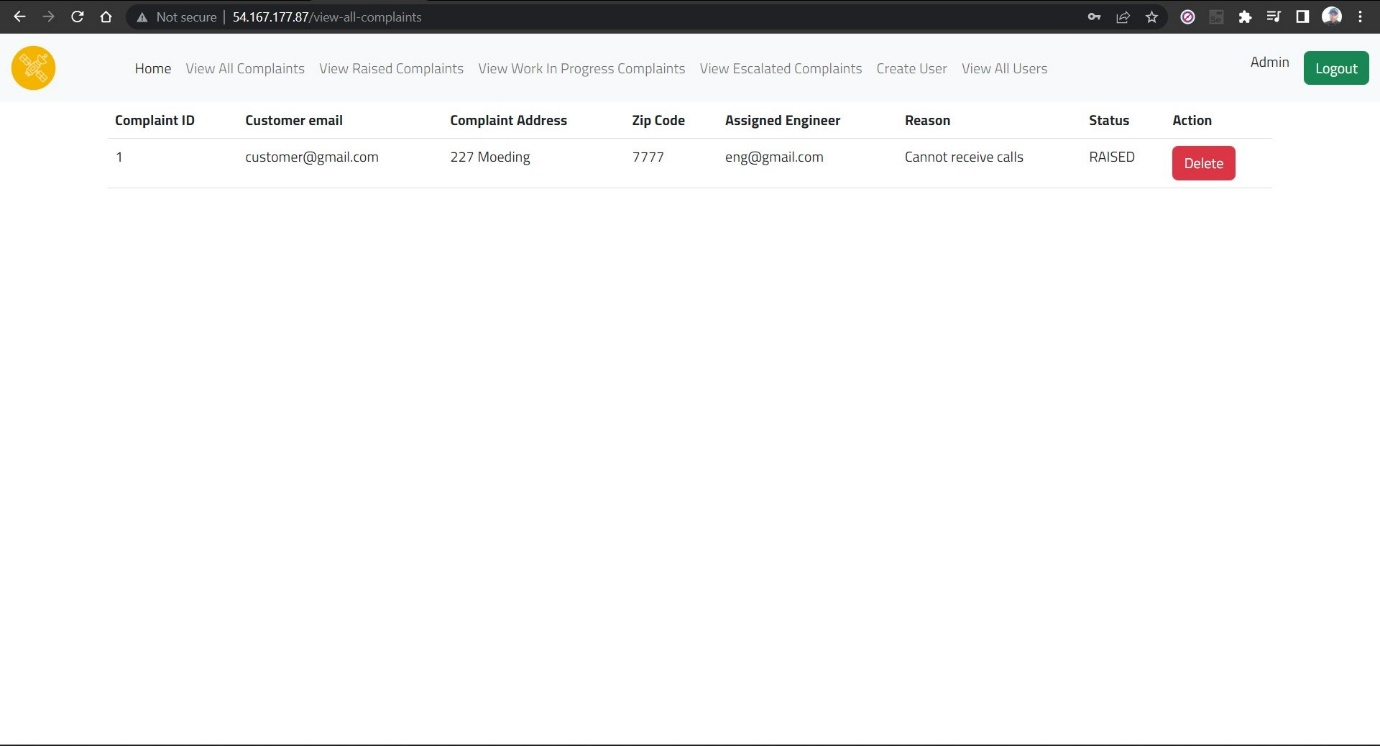 Not secure | 54.167.177.87/view-all-complaints
Home View All Complaints View Raised Complaints View Work In Progress Complaints View Escalated Complaints Create User View All Users Admin Logout
Complaint ID Customer email Complaint Address Zip Code Assigned Engineer Reason Status Action
1 customer@gmail.com 227 Moeding 7777 eng@gmail.com Cannot receive calls RAISED Delete